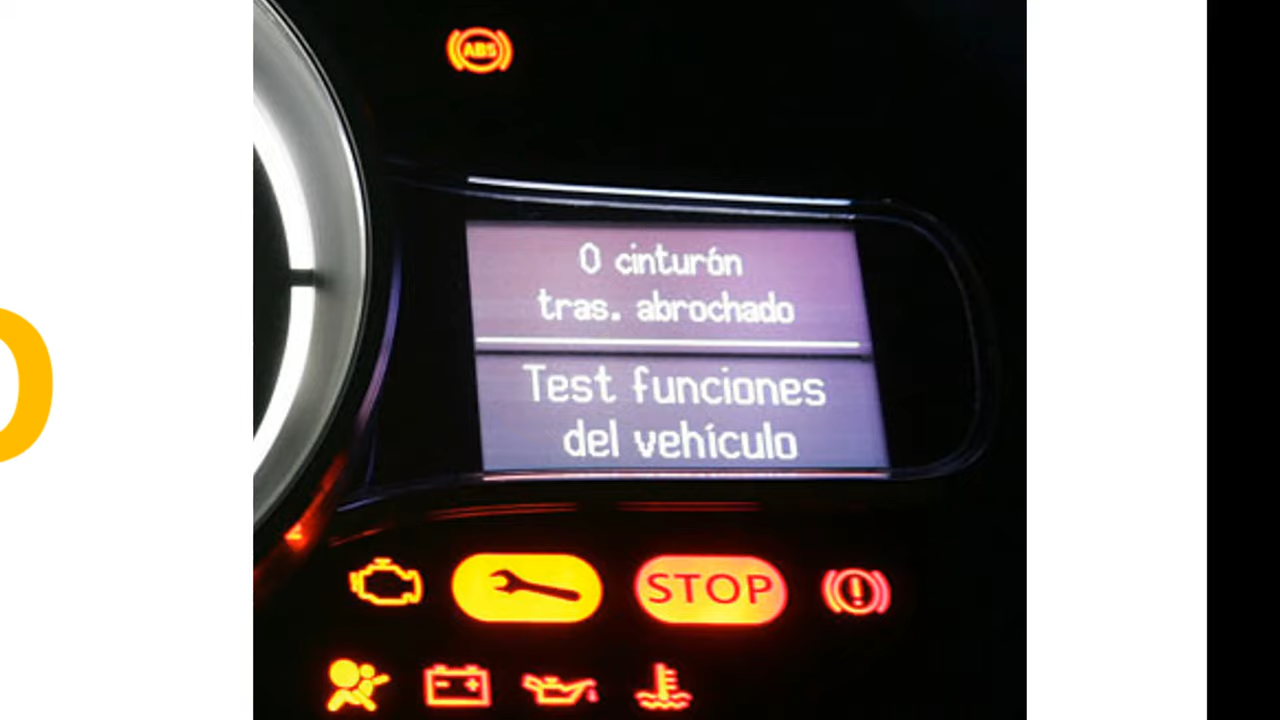 ABS
0 cinturón
tras. abrochado
Test funciones
del vehículo
STOP